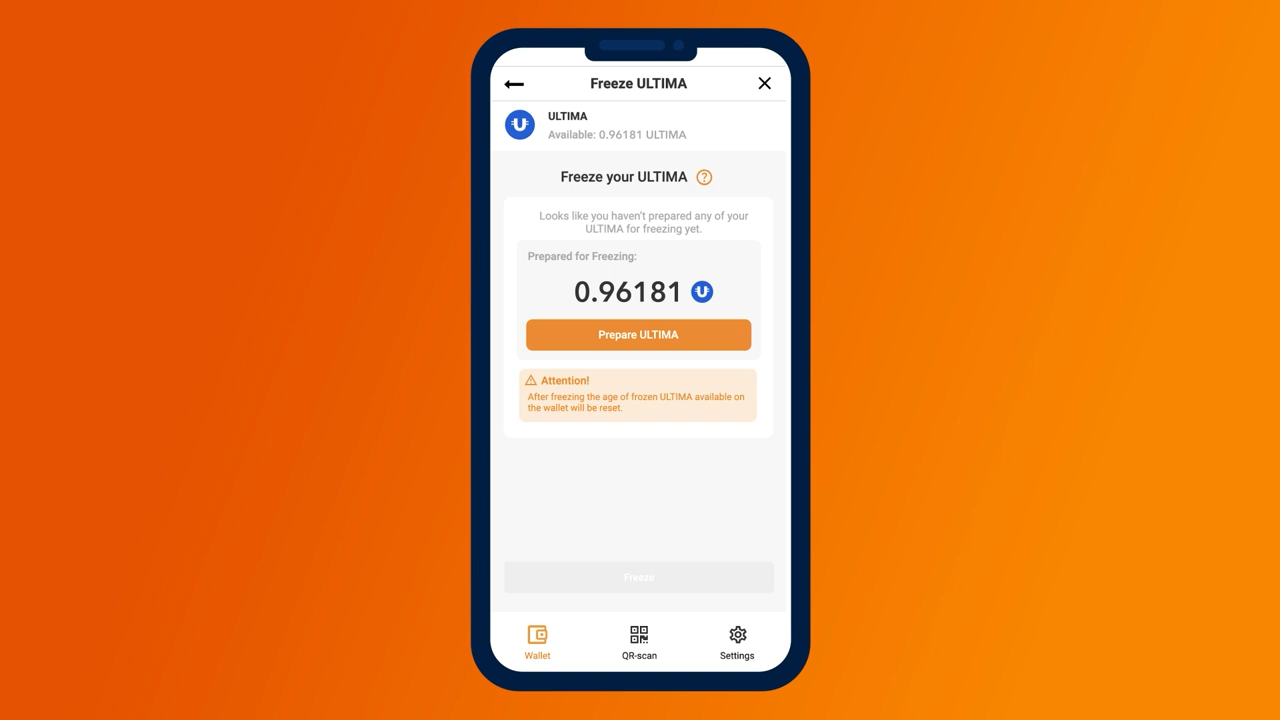 Freeze ULTIMA
ULTIMA
Available: 0.96181 ULTIMA
Freeze your ULTIMA ?
Looks like you haven't prepared any of your
ULTIMA for freezing yet.
Prepared for Freezing:
0.96181
Prepare ULTIMA
Attention!
After freezing the age of frozen ULTIMA available on
the wallet will be reset.
Freeze
Wallet QR-scan Settings